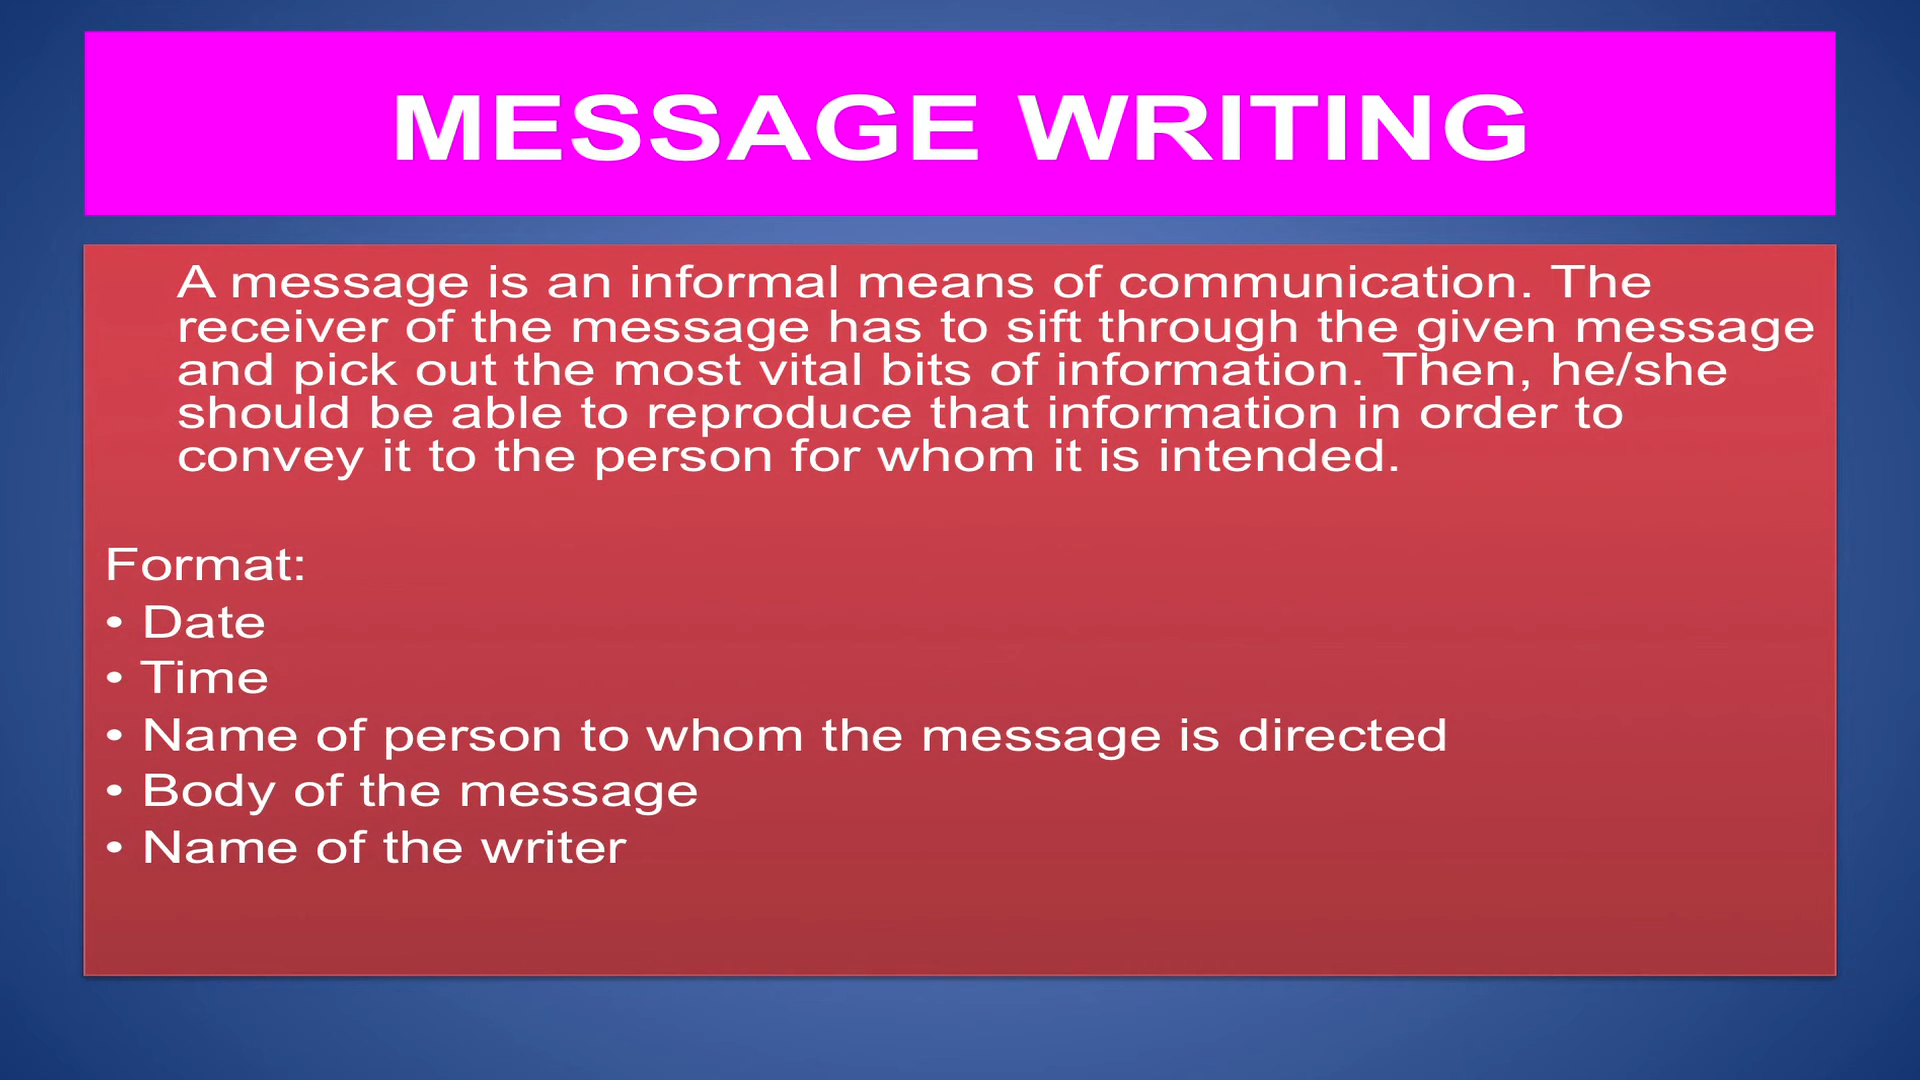 MESSAGE WRITING
A message is an informal means of communication. The
receiver of the message has to sift through the given message
and pick out the most vital bits of information. Then, he/she
should be able to reproduce that information in order to
convey it to the person for whom it is intended.
Format:
• Date
• Time
• Name of person to whom the message is directed
• Body of the message
• Name of the writer